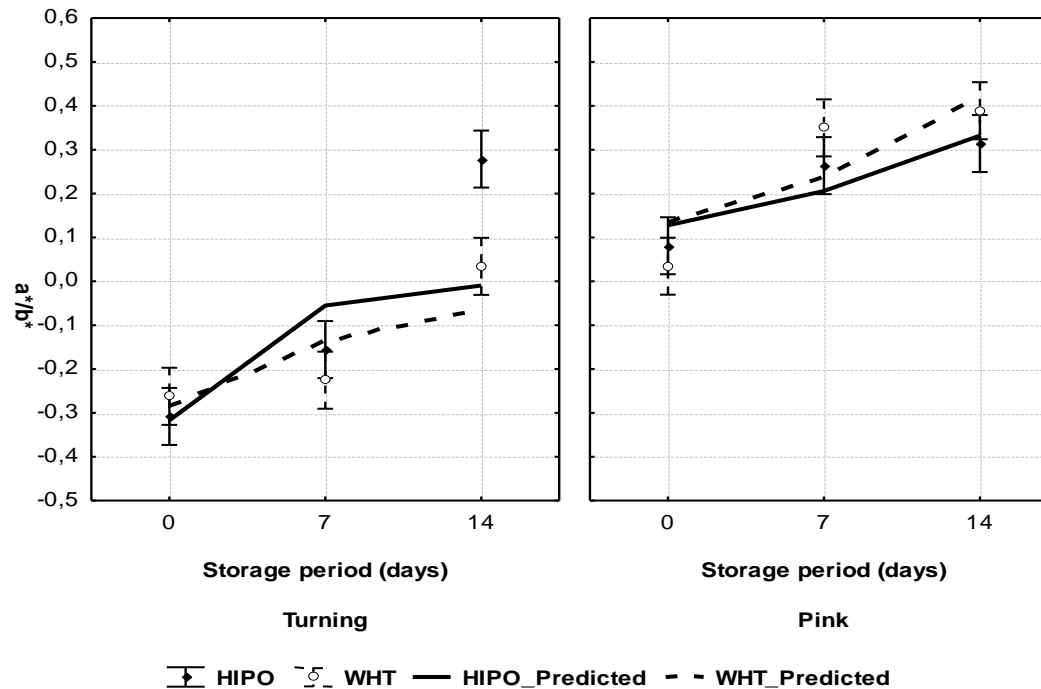 0,6
0,5
0,4
0,3
0,2
0,1
0.0
-0,1
-0,2
-0,3
-0,4
-0,5
a*/b*
0 7 14
0 7 14
Storage period (days)
Storage period (days)
Turning
Pink
HIPO WHT HIPO_Predicted WHT_Predicted